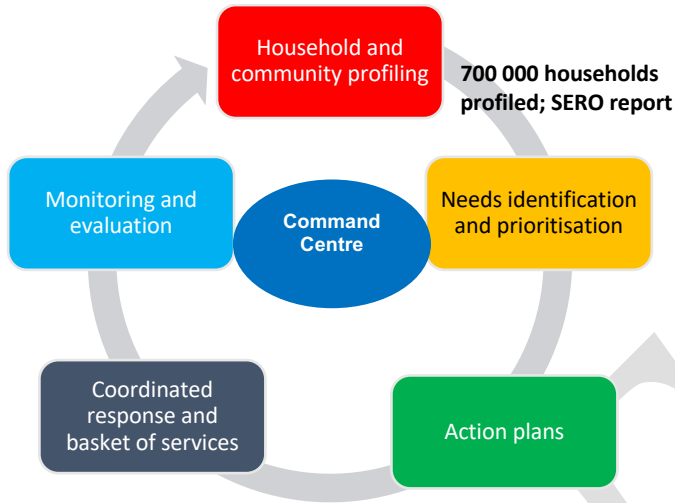 Household and
community profiling
700 000 households
profiled; SERO report
Monitoring and
evaluation
Command
Centre
Needs identification
and prioritisation
Coordinated
response and
basket of services
Action plans